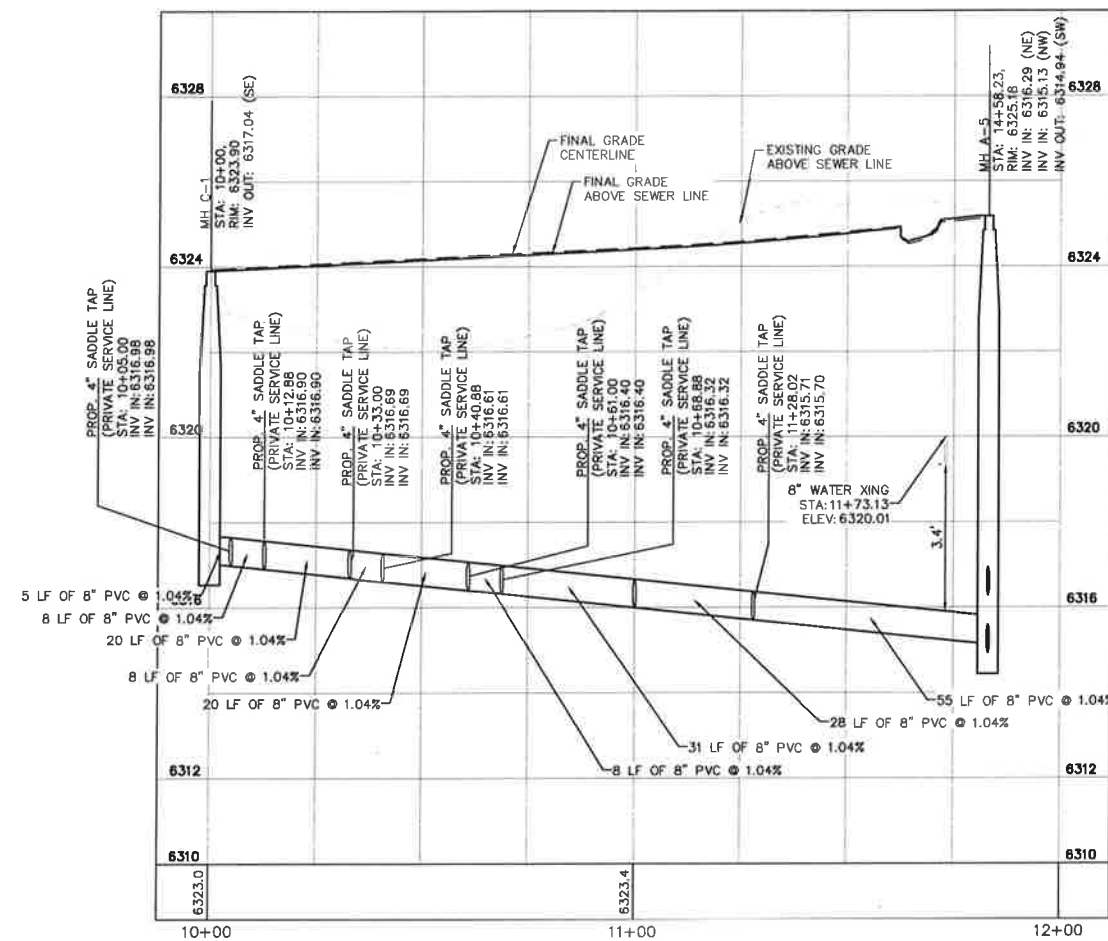 MH C-1
STA: 10+00,
RIM: 6323.90
INV OUT: 6317.04 (SE)
MH A-5
STA: 14+58.23,
RIM: 6325.18
INV IN: 6316.29 (NE)
INV IN: 6315.13 (NW)
INV OUT: 6314.94 (SW)
6328
6328
FINAL GRADE
CENTERLINE
FINAL GRADE
ABOVE SEWER LINE
EXISTING GRADE
ABOVE SEWER LINE
6324
6324
PROP. 4" SADDLE TAP
(PRIVATE SERVICE LINE)
STA: 10+05.00
INV IN: 6316.98
INV IN: 6316.98
PROP. 4" SADDLE TAP
(PRIVATE SERVICE LINE)
STA: 10+12.88
INV IN: 6316.90
INV IN: 6316.90
PROP. 4" SADDLE TAP
(PRIVATE SERVICE LINE)
STA: 10+33.00
INV IN: 6316.69
INV IN: 6316.69
PROP. 4" SADDLE TAP
(PRIVATE SERVICE LINE)
STA: 10+40.88
INV IN: 6316.61
INV IN: 6316.61
PROP. 4" SADDLE TAP
(PRIVATE SERVICE LINE)
STA: 10+61.00
INV IN: 6316.40
INV IN: 6316.40
PROP. 4" SADDLE TAP
(PRIVATE SERVICE LINE)
STA: 10+68.88
INV IN: 6316.32
INV IN: 6316.32
PROP. 4" SADDLE TAP
(PRIVATE SERVICE LINE)
STA: 11+28.02
INV IN: 6315.71
INV IN: 6315.70
6320
6320
8" WATER XING
STA: 11+73.13
ELEV: 6320.01
3.4'
5 LF OF 8" PVC @ 1.04%
6316
6316
8 LF OF 8" PVC @ 1.04%
20 LF OF 8" PVC @ 1.04%
8 LF OF 8" PVC @ 1.04%
20 LF OF 8" PVC @ 1.04%
55 LF OF 8" PVC @ 1.04%
28 LF OF 8" PVC @ 1.04%
31 LF OF 8" PVC @ 1.04%
8 LF OF 8" PVC @ 1.04%
6312
6312
6310
6310
6323.0
6323.4
10+00
11+00
12+00